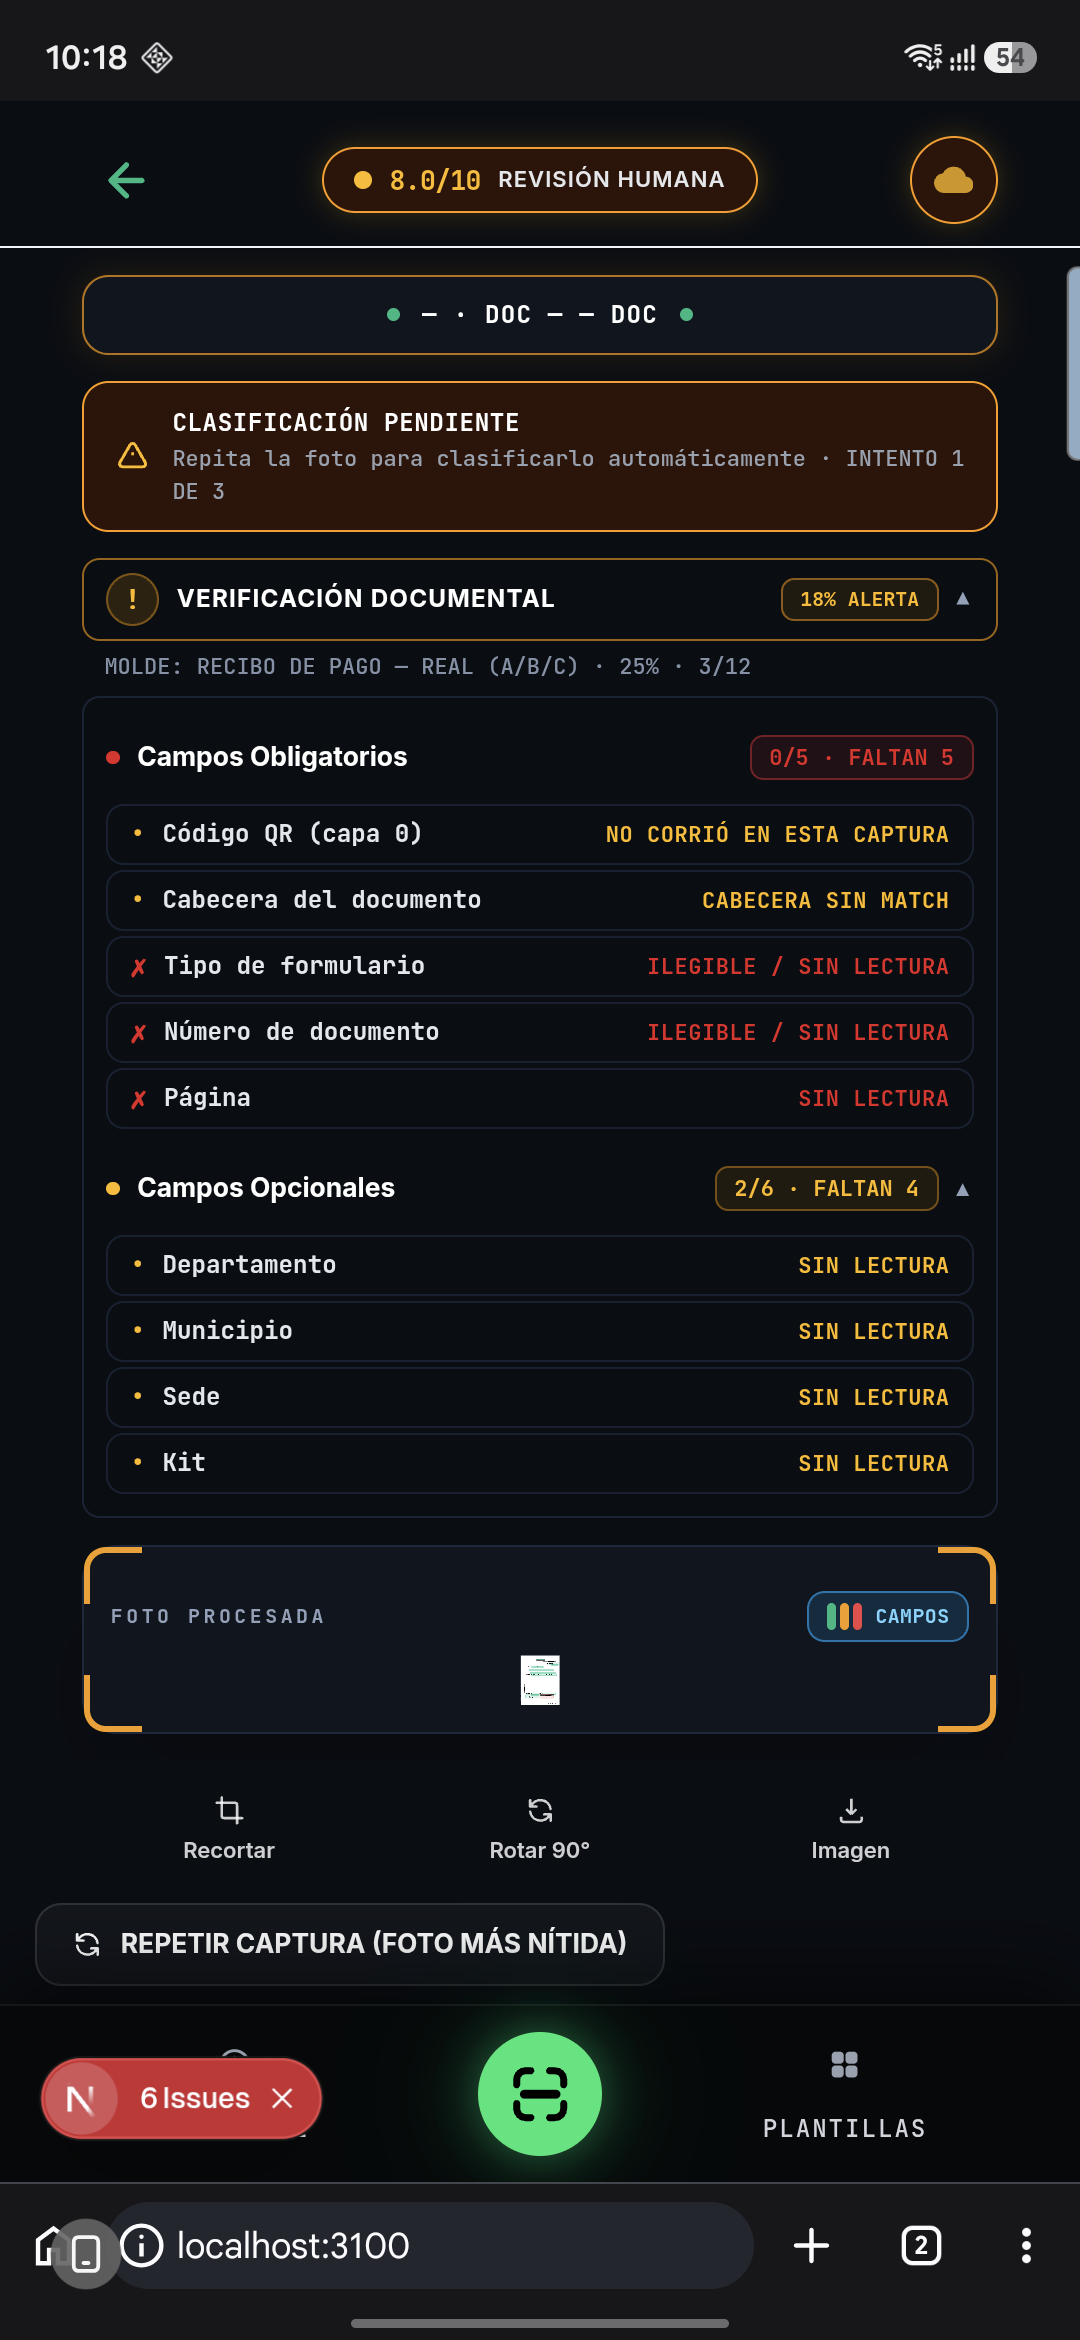 10:18
5
54
8.0/10 REVISIÓN HUMANA
— · DOC — — DOC
CLASIFICACIÓN PENDIENTE
Repita la foto para clasificarlo automáticamente · INTENTO 1
DE 3
! VERIFICACIÓN DOCUMENTAL 18% ALERTA ▲
MOLDE: RECIBO DE PAGO — REAL (A/B/C) · 25% · 3/12
Campos Obligatorios 0/5 · FALTAN 5
• Código QR (capa 0) NO CORRIÓ EN ESTA CAPTURA
• Cabecera del documento CABECERA SIN MATCH
✗ Tipo de formulario ILEGIBLE / SIN LECTURA
✗ Número de documento ILEGIBLE / SIN LECTURA
✗ Página SIN LECTURA
Campos Opcionales 2/6 · FALTAN 4 ▲
• Departamento SIN LECTURA
• Municipio SIN LECTURA
• Sede SIN LECTURA
• Kit SIN LECTURA
FOTO PROCESADA CAMPOS
Recortar Rotar 90° Imagen
REPETIR CAPTURA (FOTO MÁS NÍTIDA)
N 6 Issues
PLANTILLAS
localhost:3100
2